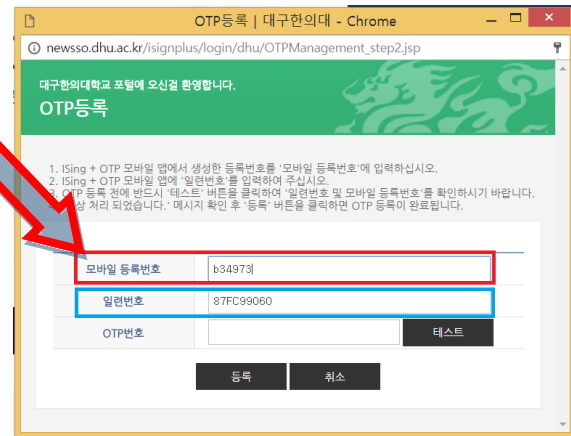 OTP등록 | 대구한의대 - Chrome
newsso.dhu.ac.kr/isignplus/login/dhu/OTPManagement_step2.jsp
대구한의대학교 포털에 오신걸 환영합니다.
OTP등록
1. ISing + OTP 모바일 앱에서 생성한 등록번호를 '모바일 등록번호'에 입력하십시오.
2. ISing + OTP 모바일 앱에 '일련번호'를 입력하여 주십시오.
OTP 등록 전에 반드시 '테스트' 버튼을 클릭하여 '일련번호 및 모바일 등록번호'를 확인하시기 바랍니다.
상 처리 되었습니다.' 메시지 확인 후 '등록' 버튼을 클릭하면 OTP 등록이 완료됩니다.
모바일 등록번호 b34973
일련번호 87FC99060
OTP번호 테스트
등록 취소